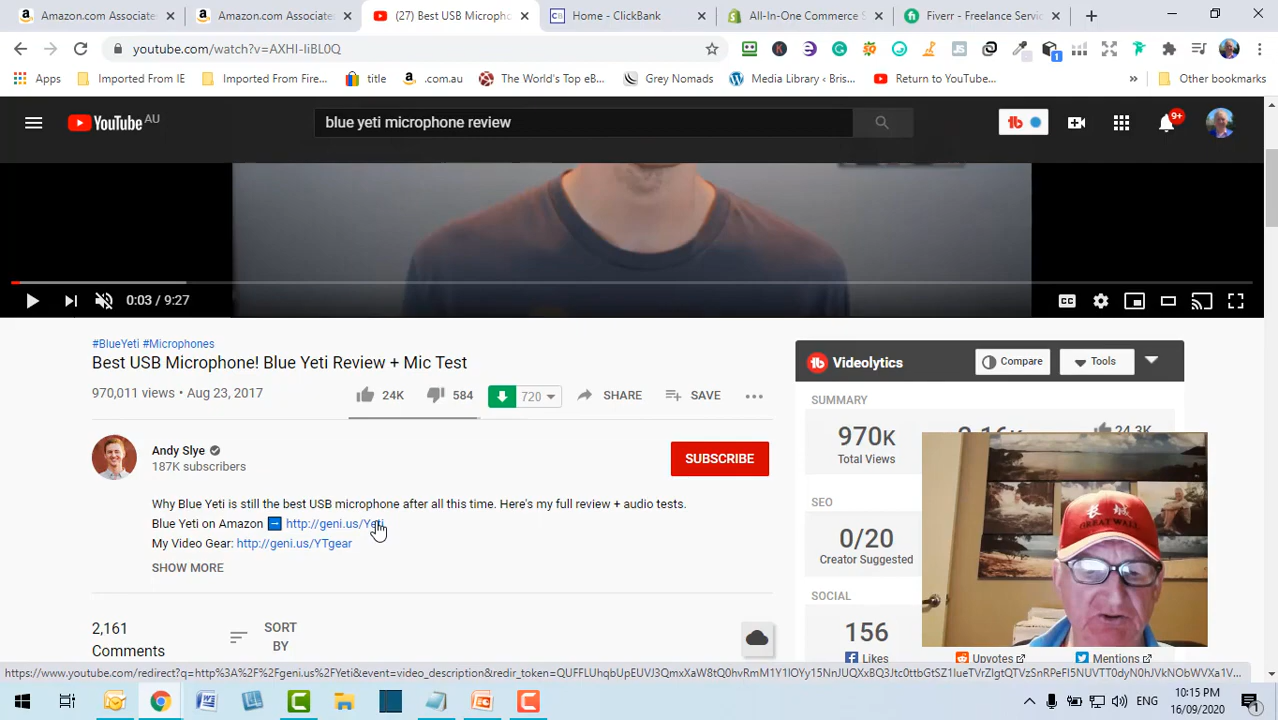 Amazon.com Associate
Amazon.com Associate
(27) Best USB Micropho
Home - ClickBank
All-In-One Commerce S
Fiverr - Freelance Servic
youtube.com/watch?v=AXHI-IiBL0Q
Apps
Imported From IE
Imported From Fire...
title
.com.au
The World's Top eB...
Grey Nomads
Media Library ‹ Bris...
Return to YouTube...
Other bookmarks
YouTube AU
blue yeti microphone review
9+
0:03 / 9:27
CC
#BlueYeti #Microphones
Best USB Microphone! Blue Yeti Review + Mic Test
970,011 views • Aug 23, 2017
24K
584
720
SHARE
SAVE
Andy Slye
187K subscribers
SUBSCRIBE
Why Blue Yeti is still the best USB microphone after all this time. Here's my full review + audio tests.
Blue Yeti on Amazon http://geni.us/Yeti
My Video Gear: http://geni.us/YTgear
SHOW MORE
2,161
Comments
SORT
BY
Videolytics
Compare
Tools
SUMMARY
970K
Total Views
24.3K
SEO
0/20
Creator Suggested
SOCIAL
156
Likes
Upvotes
Mentions
GREAT WALL
ENG
10:15 PM
16/09/2020